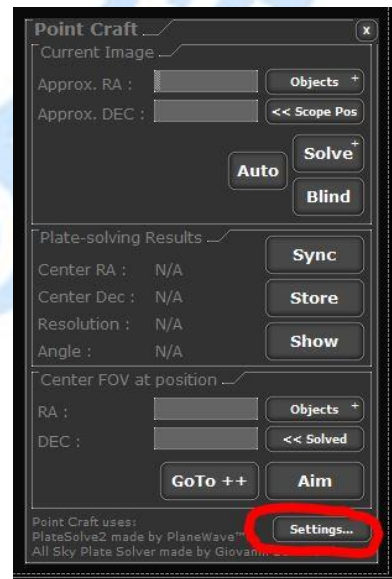 Point Craft x
Current Image
Approx. RA : Objects +
Approx. DEC : << Scope Pos
Solve +
Auto
Blind
Plate-solving Results
Sync
Center RA : N/A
Center Dec : N/A Store
Resolution : N/A
Show
Angle : N/A
Center FOV at position
RA : Objects +
DEC : << Solved
GoTo ++ Aim
Point Craft uses: Settings...
PlateSolve2 made by PlaneWave™
All Sky Plate Solver made by